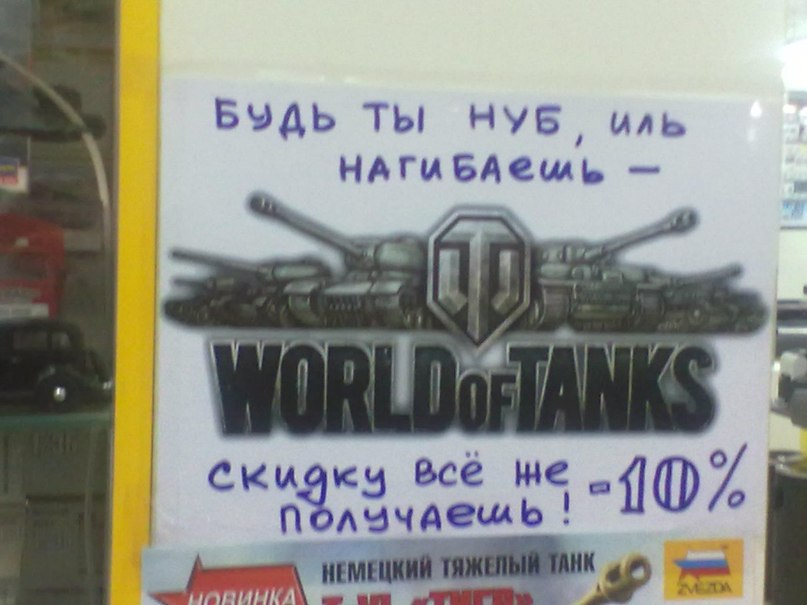 БУДЬ ТЫ НУБ, ИЛЬ
НАГИБАЕШЬ –
WORLD OF TANKS
СКИДКУ ВСЁ ЖЕ
ПОЛУЧАЕШЬ! -10%
НЕМЕЦКИЙ ТЯЖЕЛЫЙ ТАНК
НОВИНКА
ZVEZDA